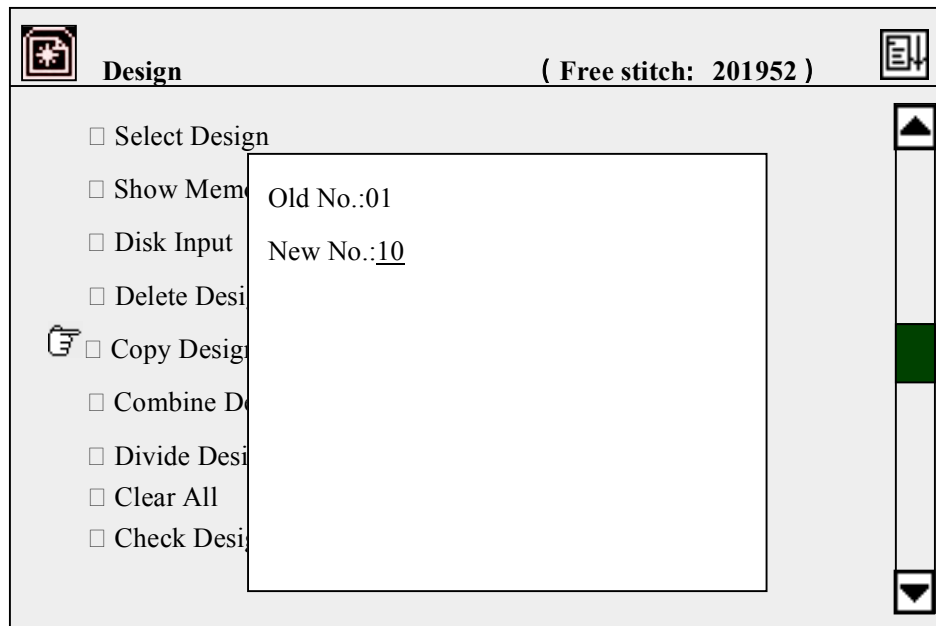 Design (Free stitch: 201952)
□ Select Design
□ Show Mem
□ Disk Input
□ Delete Desi
□ Copy Design
□ Combine D
□ Divide Desi
□ Clear All
□ Check Desi
Old No.:01
New No.:10